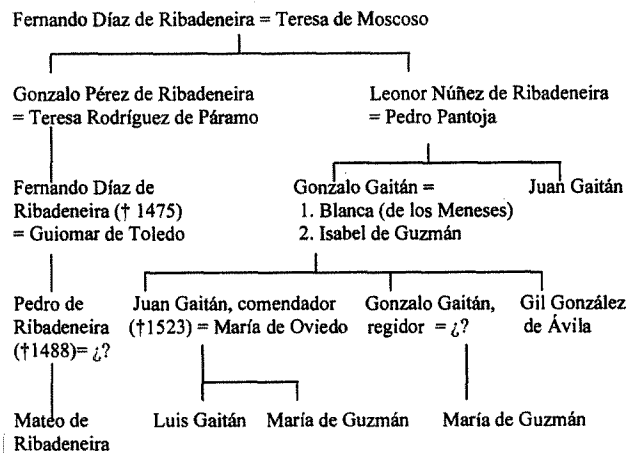 Fernando Díaz de Ribadeneira = Teresa de Moscoso
Gonzalo Pérez de Ribadeneira
= Teresa Rodríguez de Páramo
Leonor Núñez de Ribadeneira
= Pedro Pantoja
Fernando Díaz de
Ribadeneira († 1475)
= Guiomar de Toledo
Gonzalo Gaitán =
1. Blanca (de los Meneses)
2. Isabel de Guzmán
Juan Gaitán
Pedro de
Ribadeneira
(†1488)= ¿?
Juan Gaitán, comendador
(†1523) = María de Oviedo
Gonzalo Gaitán,
regidor = ¿?
Gil González
de Ávila
Mateo de
Ribadeneira
Luis Gaitán
María de Guzmán
María de Guzmán